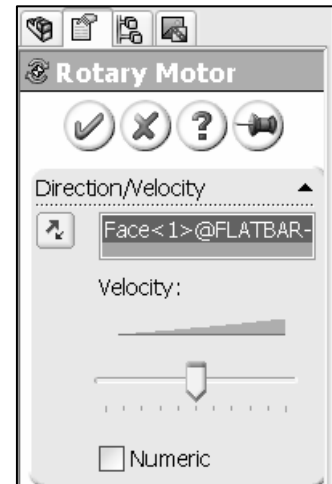 Rotary Motor
?
Direction/Velocity
Face<1>@FLATBAR-
Velocity:
Numeric